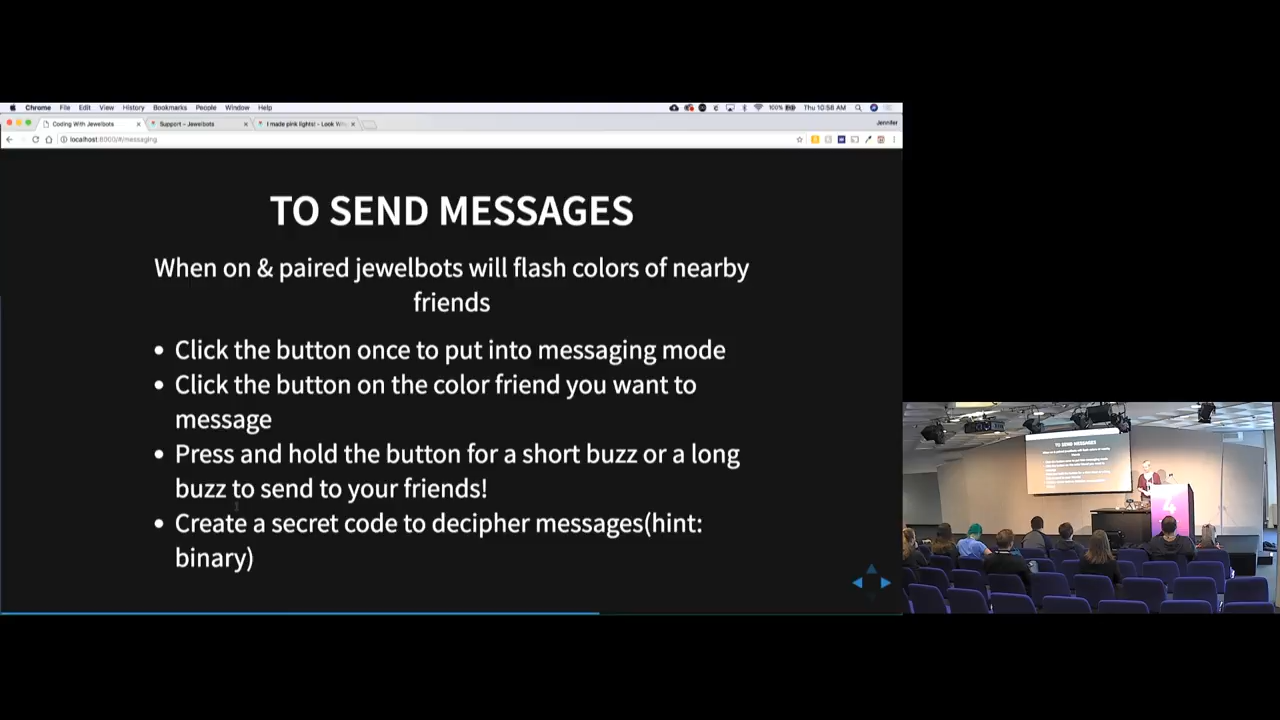 Chrome File Edit View History Bookmarks People Window Help
100% Thu 10:58 AM
Coding With Jewelbots
Support - Jewelbots
I made pink lights! - Look
Jennifer
localhost:8000/#/messaging
TO SEND MESSAGES
When on & paired jewelbots will flash colors of nearby
friends
• Click the button once to put into messaging mode
• Click the button on the color friend you want to
message
• Press and hold the button for a short buzz or a long
buzz to send to your friends!
• Create a secret code to decipher messages(hint:
binary)
TO SEND MESSAGES